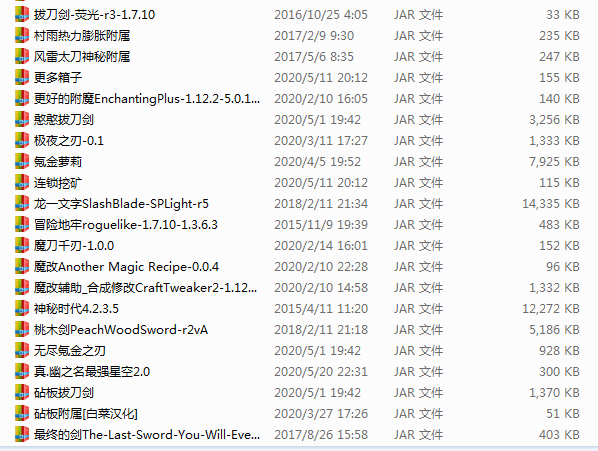 拔刀剑-荧光-r3-1.7.10 2016/10/25 4:05 JAR 文件 33 KB
村雨热力膨胀附属 2017/2/9 9:30 JAR 文件 235 KB
风雷太刀神秘附属 2017/5/6 8:35 JAR 文件 247 KB
更多箱子 2020/5/11 20:12 JAR 文件 155 KB
更好的附魔EnchantingPlus-1.12.2-5.0.1... 2020/2/10 16:05 JAR 文件 140 KB
憨憨拔刀剑 2020/5/1 19:42 JAR 文件 3,256 KB
极夜之刃-0.1 2020/3/11 17:27 JAR 文件 1,333 KB
氪金萝莉 2020/4/5 19:52 JAR 文件 7,925 KB
连锁挖矿 2020/5/11 20:12 JAR 文件 115 KB
龙一文字SlashBlade-SPLight-r5 2018/2/11 21:34 JAR 文件 14,335 KB
冒险地牢roguelike-1.7.10-1.3.6.3 2015/11/9 19:39 JAR 文件 483 KB
魔刀千刃-1.0.0 2020/2/14 16:01 JAR 文件 152 KB
魔改Another Magic Recipe-0.0.4 2020/2/10 22:28 JAR 文件 96 KB
魔改辅助_合成修改CraftTweaker2-1.12... 2020/2/10 14:58 JAR 文件 1,332 KB
神秘时代4.2.3.5 2015/4/11 11:20 JAR 文件 12,272 KB
桃木剑PeachWoodSword-r2vA 2018/2/11 21:18 JAR 文件 5,186 KB
无尽氪金之刃 2020/5/1 19:42 JAR 文件 928 KB
真.幽之名最强星空2.0 2020/5/20 22:31 JAR 文件 300 KB
砧板拔刀剑 2020/5/1 19:42 JAR 文件 1,370 KB
砧板附属[白菜汉化] 2020/3/27 17:26 JAR 文件 51 KB
最终的剑The-Last-Sword-You-Will-Eve... 2017/8/26 15:58 JAR 文件 403 KB